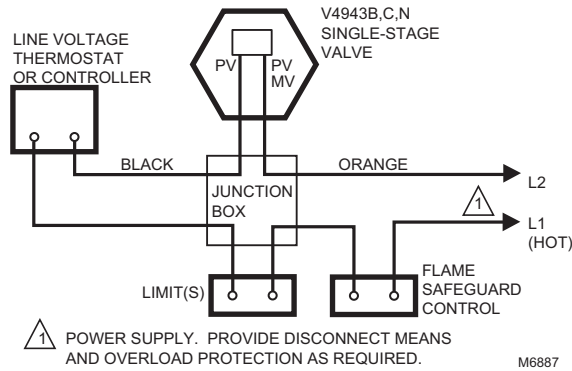 V4943B,C,N
SINGLE-STAGE
VALVE
LINE VOLTAGE
THERMOSTAT
OR CONTROLLER
PV
PV
MV
BLACK
ORANGE
L2
JUNCTION
BOX
1
L1
(HOT)
LIMIT(S)
FLAME
SAFEGUARD
CONTROL
1
POWER SUPPLY. PROVIDE DISCONNECT MEANS
AND OVERLOAD PROTECTION AS REQUIRED.
M6887